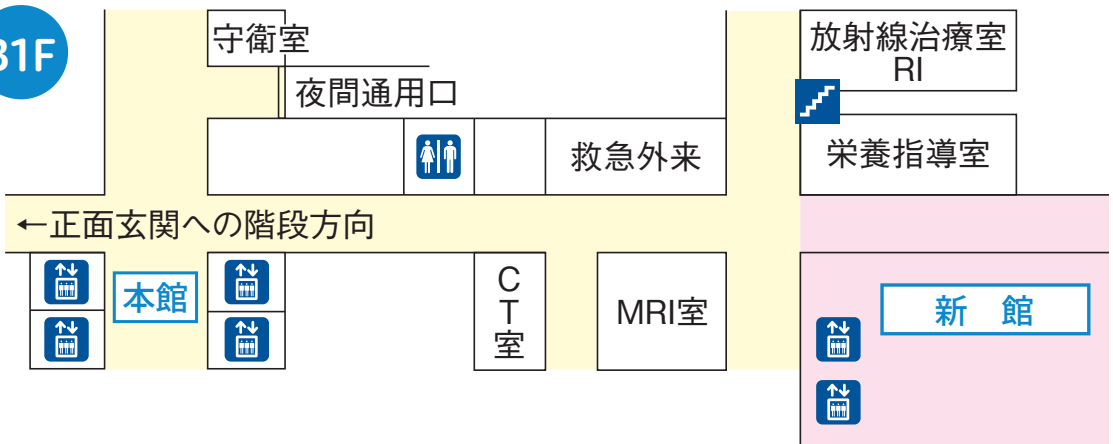 B1F
守衛室
夜間通用口
放射線治療室
RI
救急外来
栄養指導室
←正面玄関への階段方向
本館
CT室
MRI室
新　館